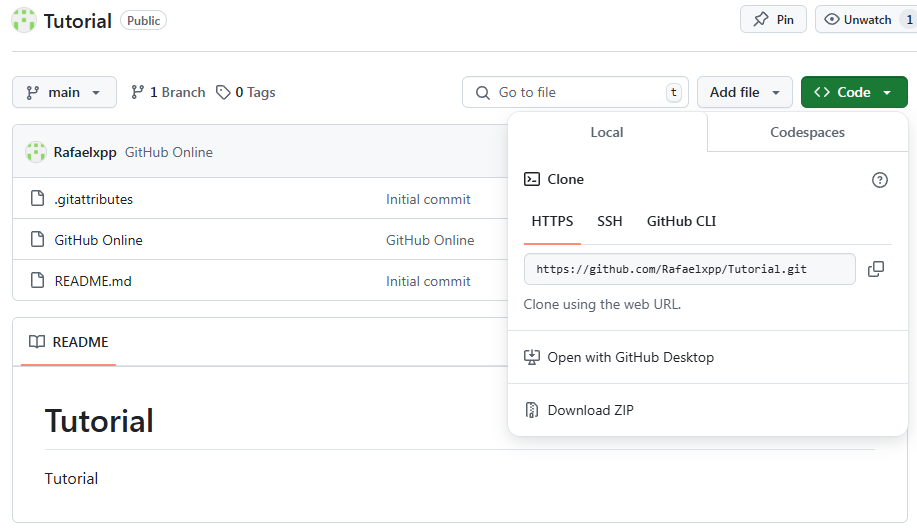 Tutorial Public Pin Unwatch 1
main 1 Branch 0 Tags Go to file t Add file Code
Local Codespaces
Rafaelxpp GitHub Online
Clone
.gitattributes Initial commit
HTTPS SSH GitHub CLI
GitHub Online GitHub Online
https://github.com/Rafaelxpp/Tutorial.git
README.md Initial commit
Clone using the web URL.
README
Open with GitHub Desktop
Download ZIP
Tutorial
Tutorial